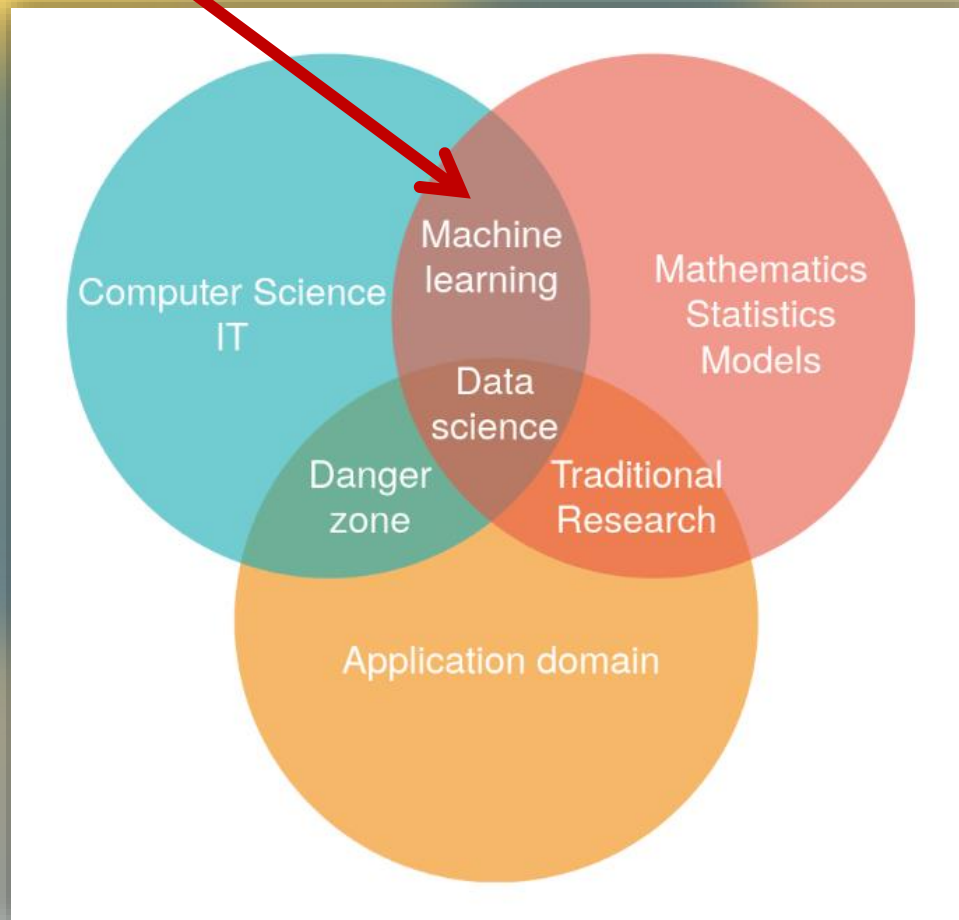 Machine
learning
Computer Science
IT
Mathematics
Statistics
Models
Data
science
Danger
zone
Traditional
Research
Application domain